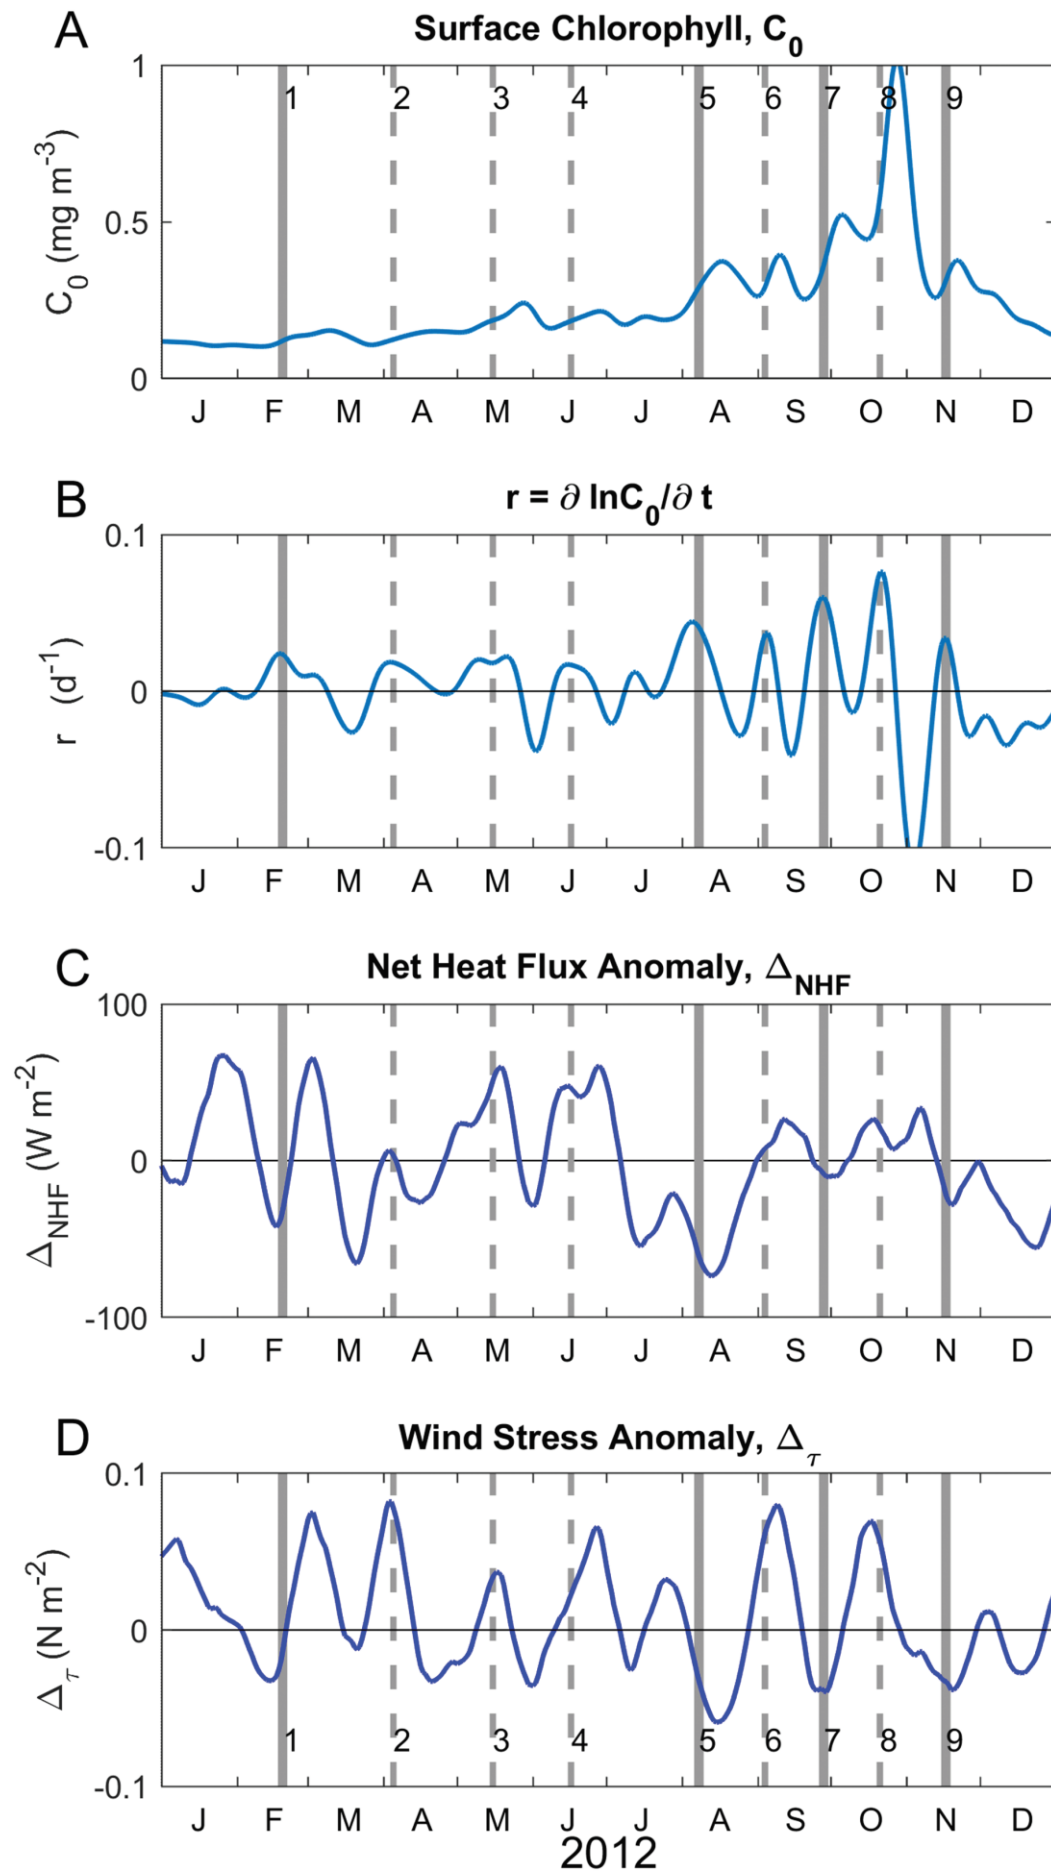 A
Surface Chlorophyll, C0
1
0.5
0
C0 (mg m-3)
1 2 3 4 5 6 7 8 9
J F M A M J J A S O N D
B
r = ∂ lnC0/∂ t
0.1
0
-0.1
r (d-1)
J F M A M J J A S O N D
C
Net Heat Flux Anomaly, ΔNHF
100
0
-100
ΔNHF (W m-2)
J F M A M J J A S O N D
D
Wind Stress Anomaly, Δτ
0.1
0
-0.1
Δτ (N m-2)
1 2 3 4 5 6 7 8 9
J F M A M J J A S O N D
2012